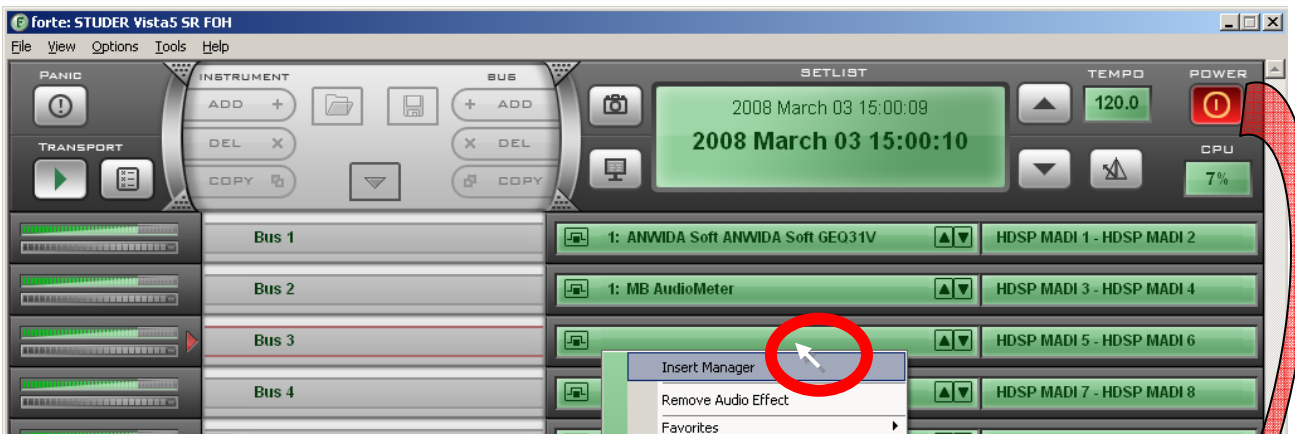 forte: STUDER Vista5 SR FOH
File View Options Tools Help
PANIC
INSTRUMENT
BUS
SETLIST
TEMPO
POWER
ADD +
+ ADD
2008 March 03 15:00:09
120.0
DEL X
X DEL
2008 March 03 15:00:10
TRANSPORT
CPU
COPY
COPY
7%
Bus 1
1: ANWIDA Soft ANWIDA Soft GEQ31V
HDSP MADI 1 - HDSP MADI 2
Bus 2
1: MB AudioMeter
HDSP MADI 3 - HDSP MADI 4
Bus 3
HDSP MADI 5 - HDSP MADI 6
Insert Manager
Bus 4
Remove Audio Effect
HDSP MADI 7 - HDSP MADI 8
Favorites